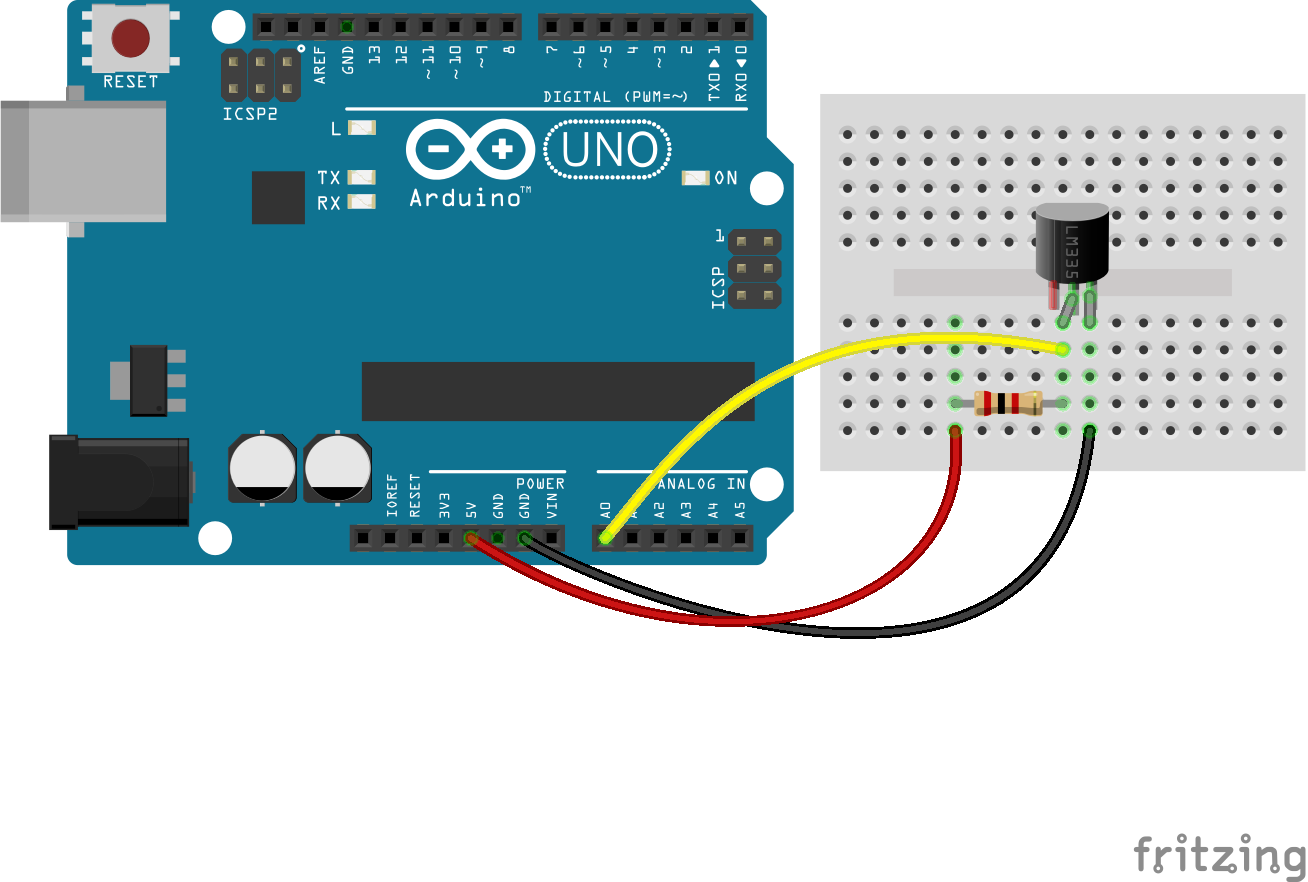 RESET
ICSP2
AREF
GND
13
12
~11
~10
~9
8
7
~6
~5
4
~3
2
TX0▶1
RX0◀0
DIGITAL (PWM=~)
L
TX
RX
UNO
Arduino™
ON
1
ICSP
LM335
POWER
ANALOG IN
IOREF
RESET
3V3
5V
GND
GND
VIN
A0
A2
A3
A4
A5
fritzing